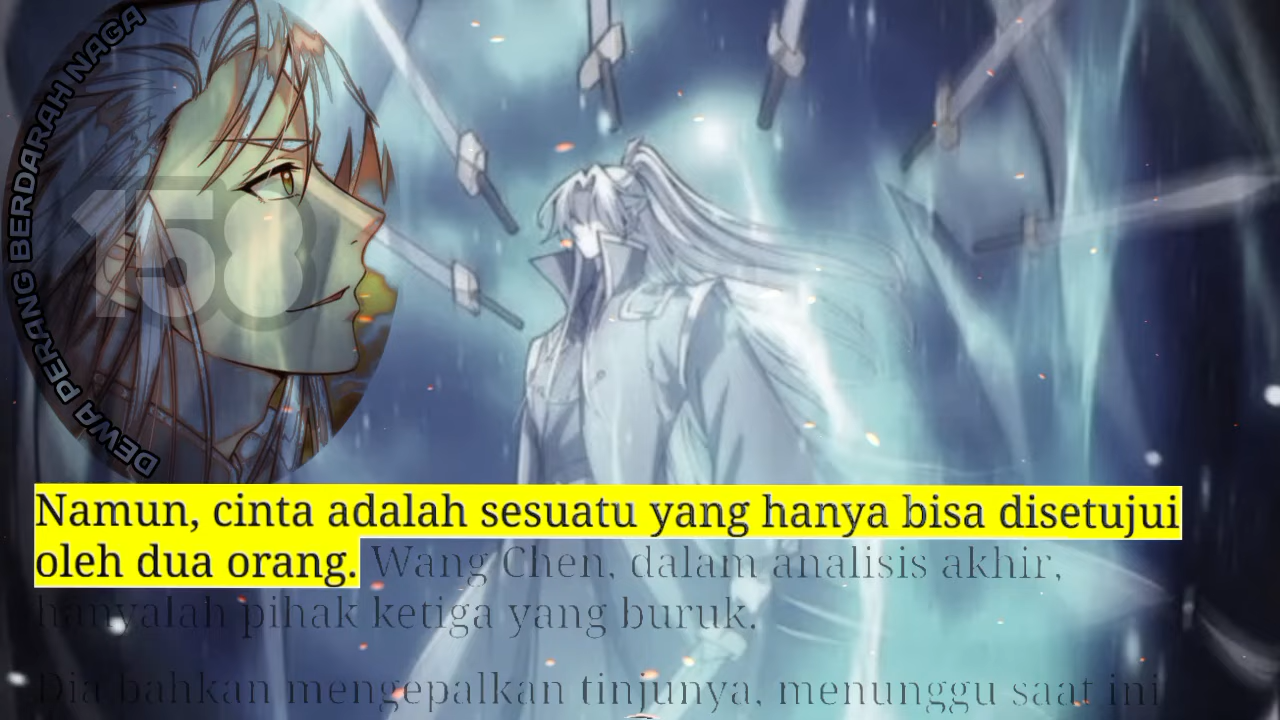 DEWA PERANG BERDARAH NAGA
158
Namun, cinta adalah sesuatu yang hanya bisa disetujui
oleh dua orang. Wang Chen, dalam analisis akhir,
hanyalah pihak ketiga yang buruk.
Dia bahkan mengepalkan tinjunya, menunggu saat ini